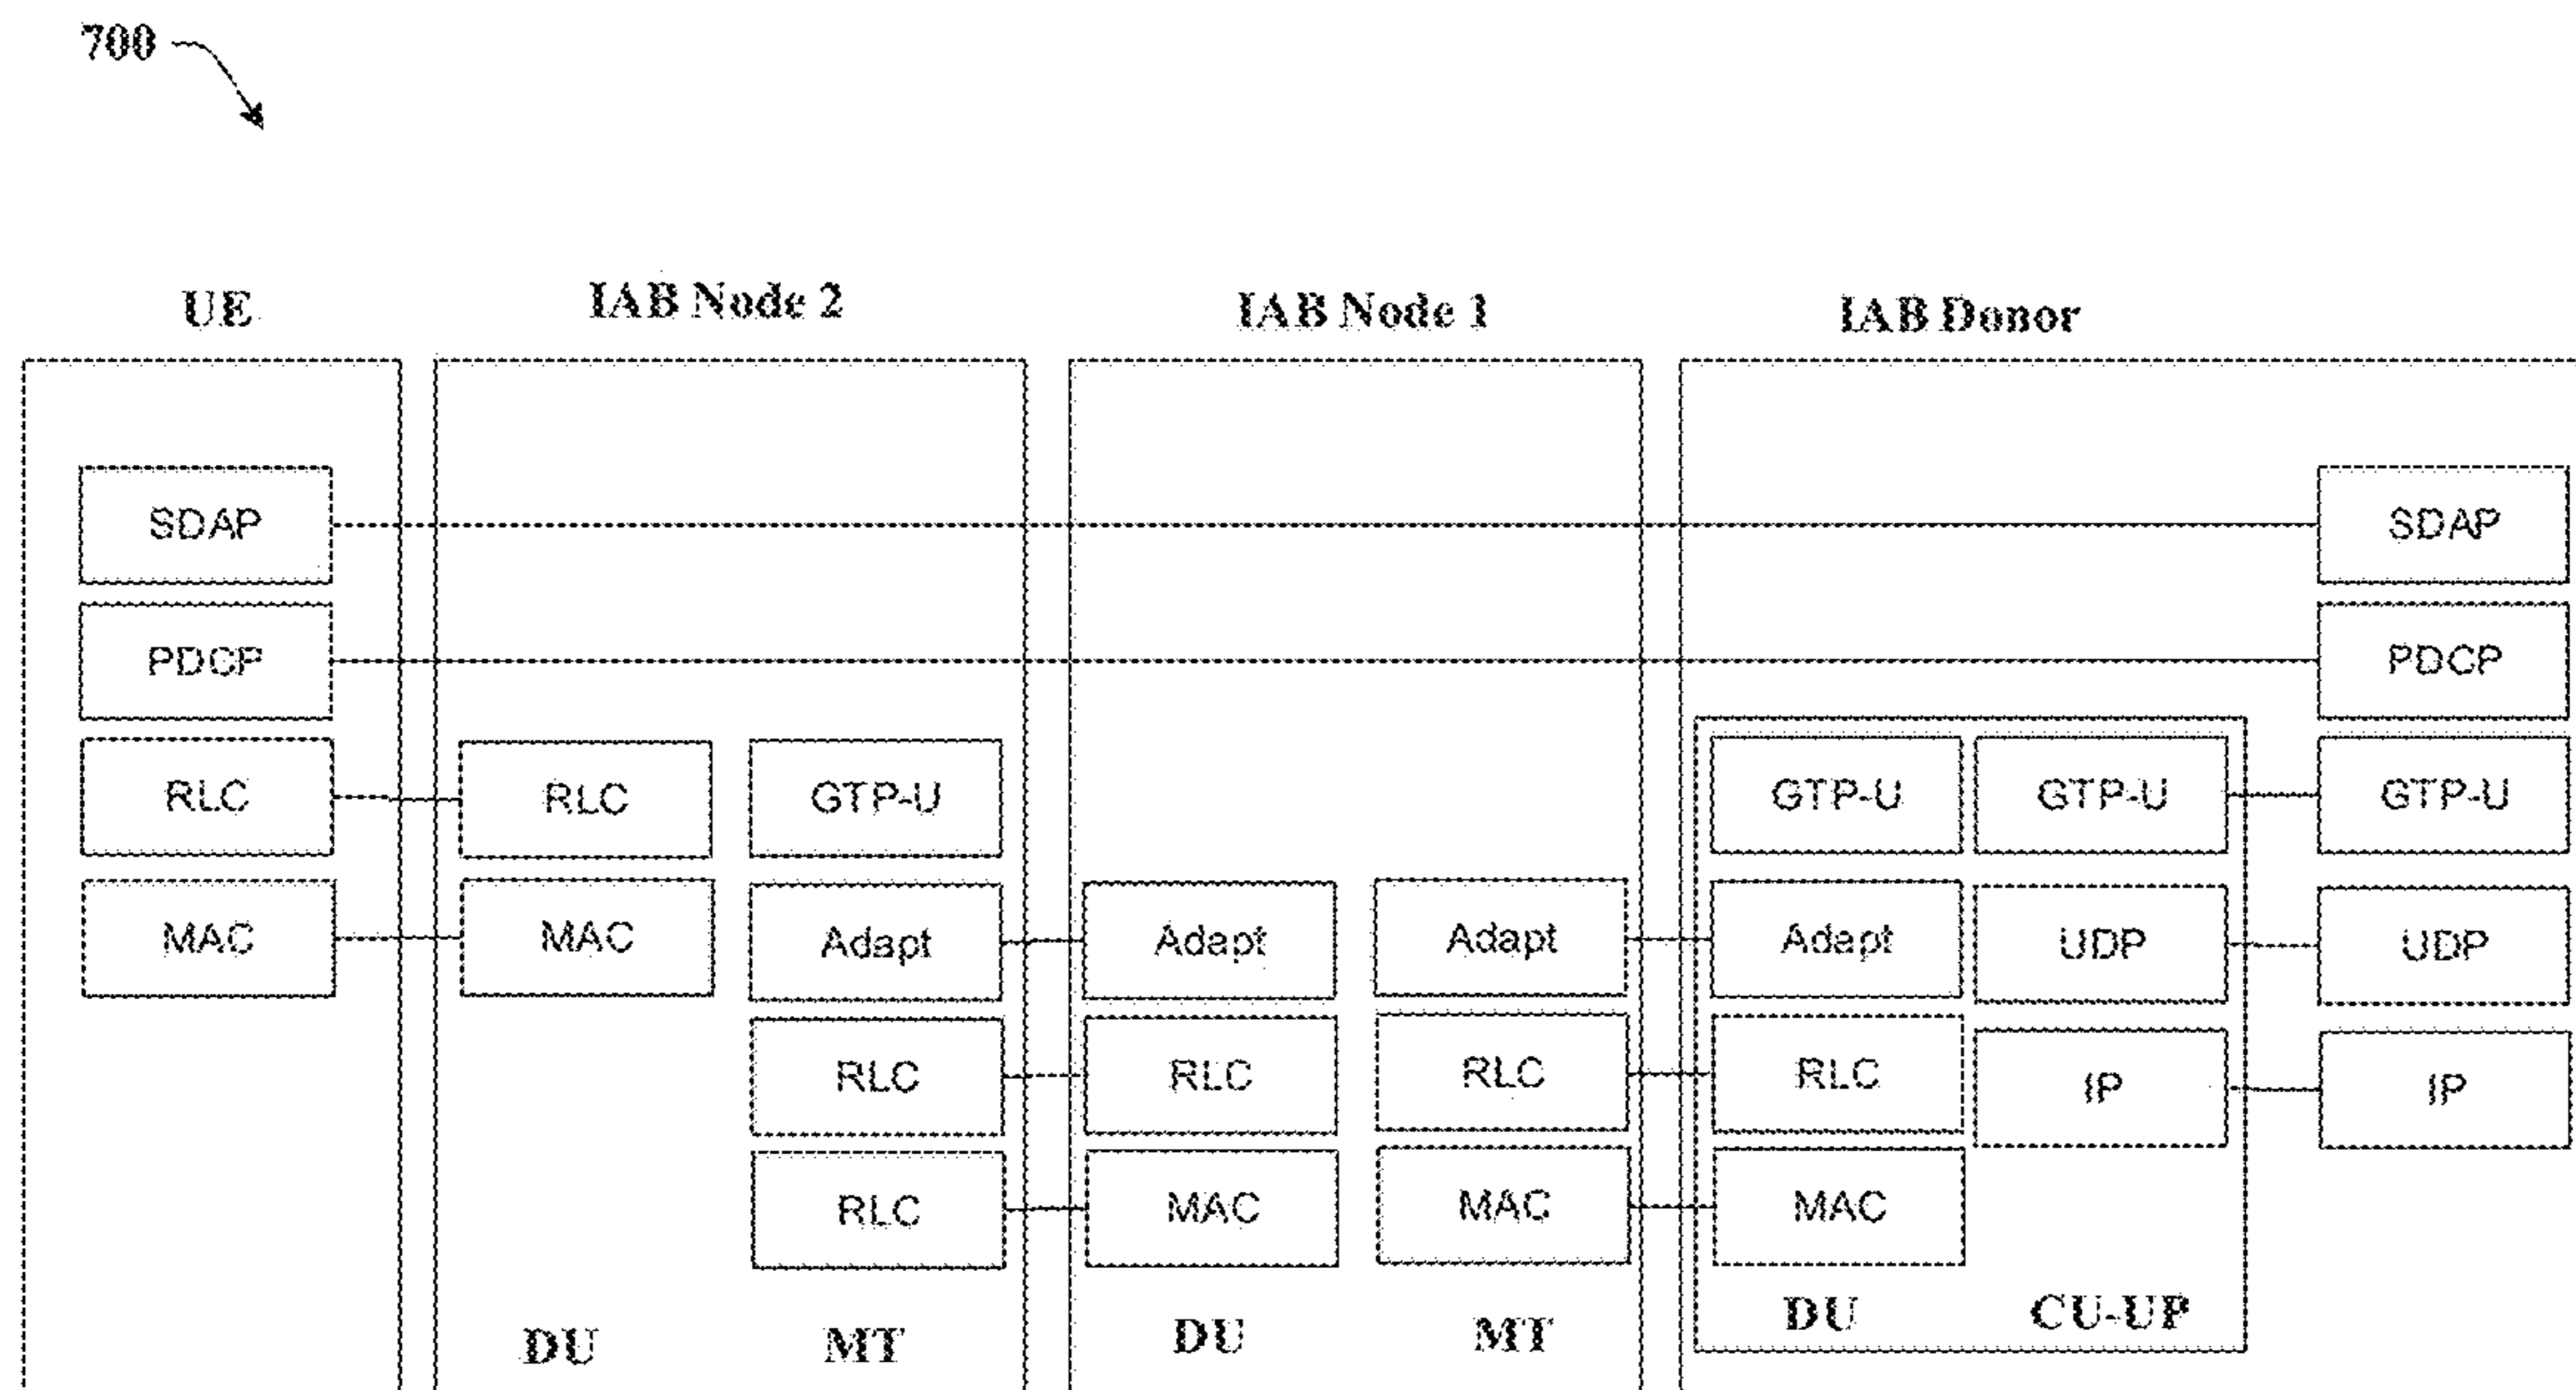 700
UE IAB Node 2 IAB Node 1 IAB Donor
SDAP SDAP
PDCP PDCP
RLC RLC GTP-U GTP-U GTP-U GTP-U
MAC MAC Adapt Adapt Adapt Adapt UDP UDP
RLC RLC RLC RLC IP IP
RLC MAC MAC MAC
DU MT DU MT DU CU-UP